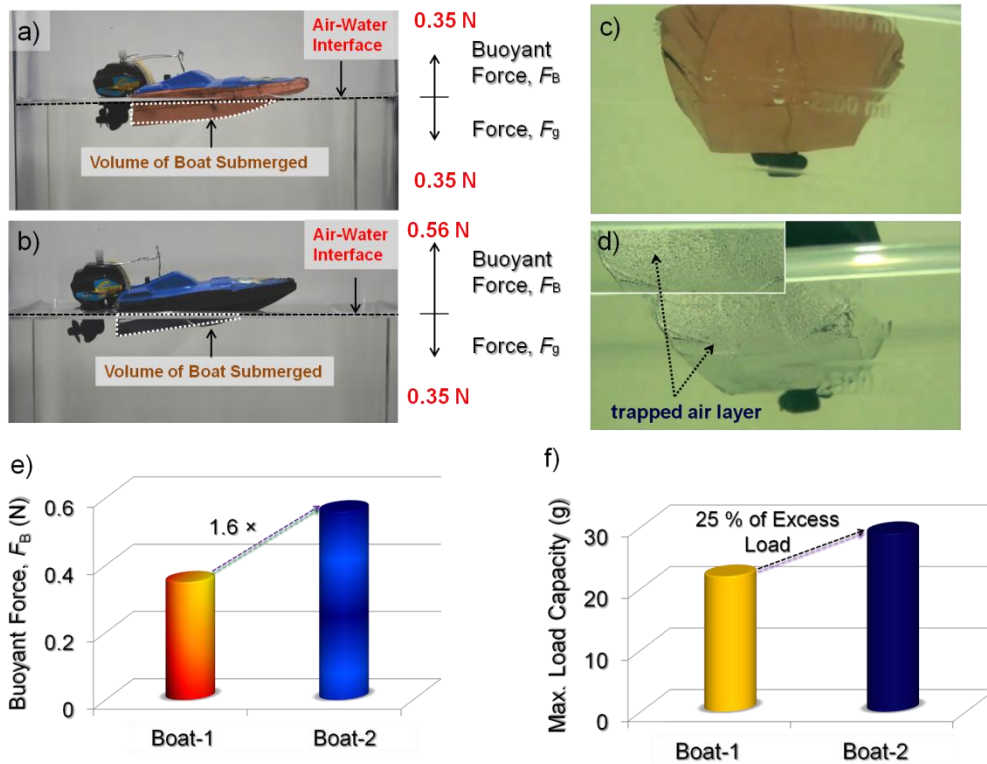 a)
Air-Water
Interface
0.35 N
Buoyant
Force, FB
Force, Fg
Volume of Boat Submerged
0.35 N
b)
Air-Water
Interface
0.56 N
Buoyant
Force, FB
Force, Fg
Volume of Boat Submerged
0.35 N
c)
d)
trapped air layer
e)
Buoyant Force, FB (N)
0.6
0.4
0.2
0
1.6 ×
Boat-1
Boat-2
f)
Max. Load Capacity (g)
30
20
10
0
25 % of Excess
Load
Boat-1
Boat-2